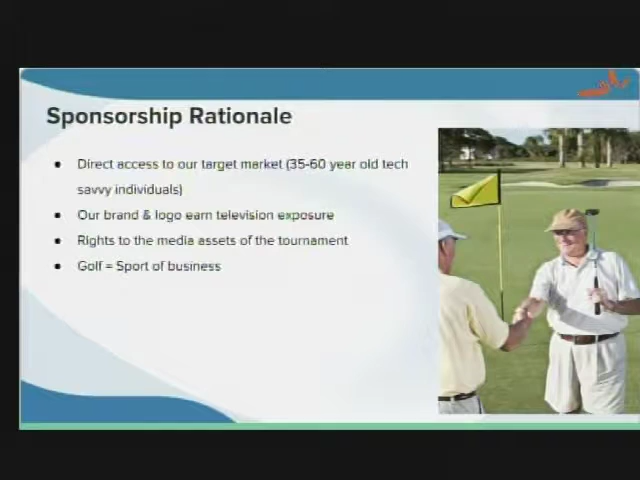 Sponsorship Rationale
Direct access to our target market (35-60 year old tech
savvy individuals)
Our brand & logo earn television exposure
Rights to the media assets of the tournament
Golf = Sport of business